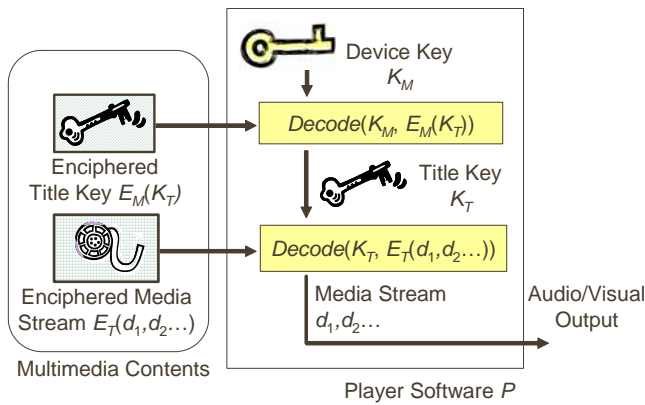 Device Key
K_M
Decode(K_M, E_M(K_T))
Enciphered
Title Key E_M(K_T)
Title Key
K_T
Decode(K_T, E_T(d_1,d_2…))
Enciphered Media
Stream E_T(d_1,d_2…)
Media Stream
d_1,d_2…
Audio/Visual
Output
Multimedia Contents
Player Software P